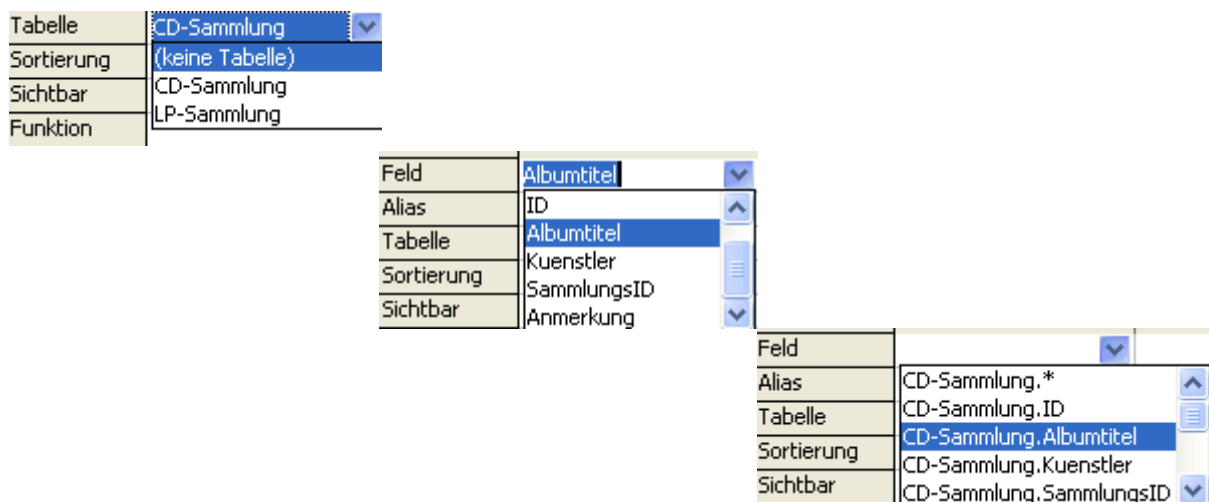 Tabelle CD-Sammlung
Sortierung (keine Tabelle)
Sichtbar CD-Sammlung
Funktion LP-Sammlung
Feld Albumtitel
Alias ID
Tabelle Albumtitel
Sortierung Kuenstler
Sichtbar SammlungsID
Anmerkung
Feld
Alias CD-Sammlung.*
Tabelle CD-Sammlung.ID
CD-Sammlung.Albumtitel
Sortierung CD-Sammlung.Kuenstler
Sichtbar CD-Sammlung.SammlungsID